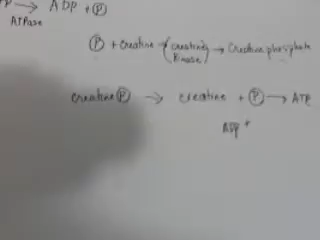 P → ADP + Ⓟ
ATPase
Ⓟ + creatine → (creatine kinase) → Creatine phosphate
creatine Ⓟ → creatine + Ⓟ → ATP
ADP +